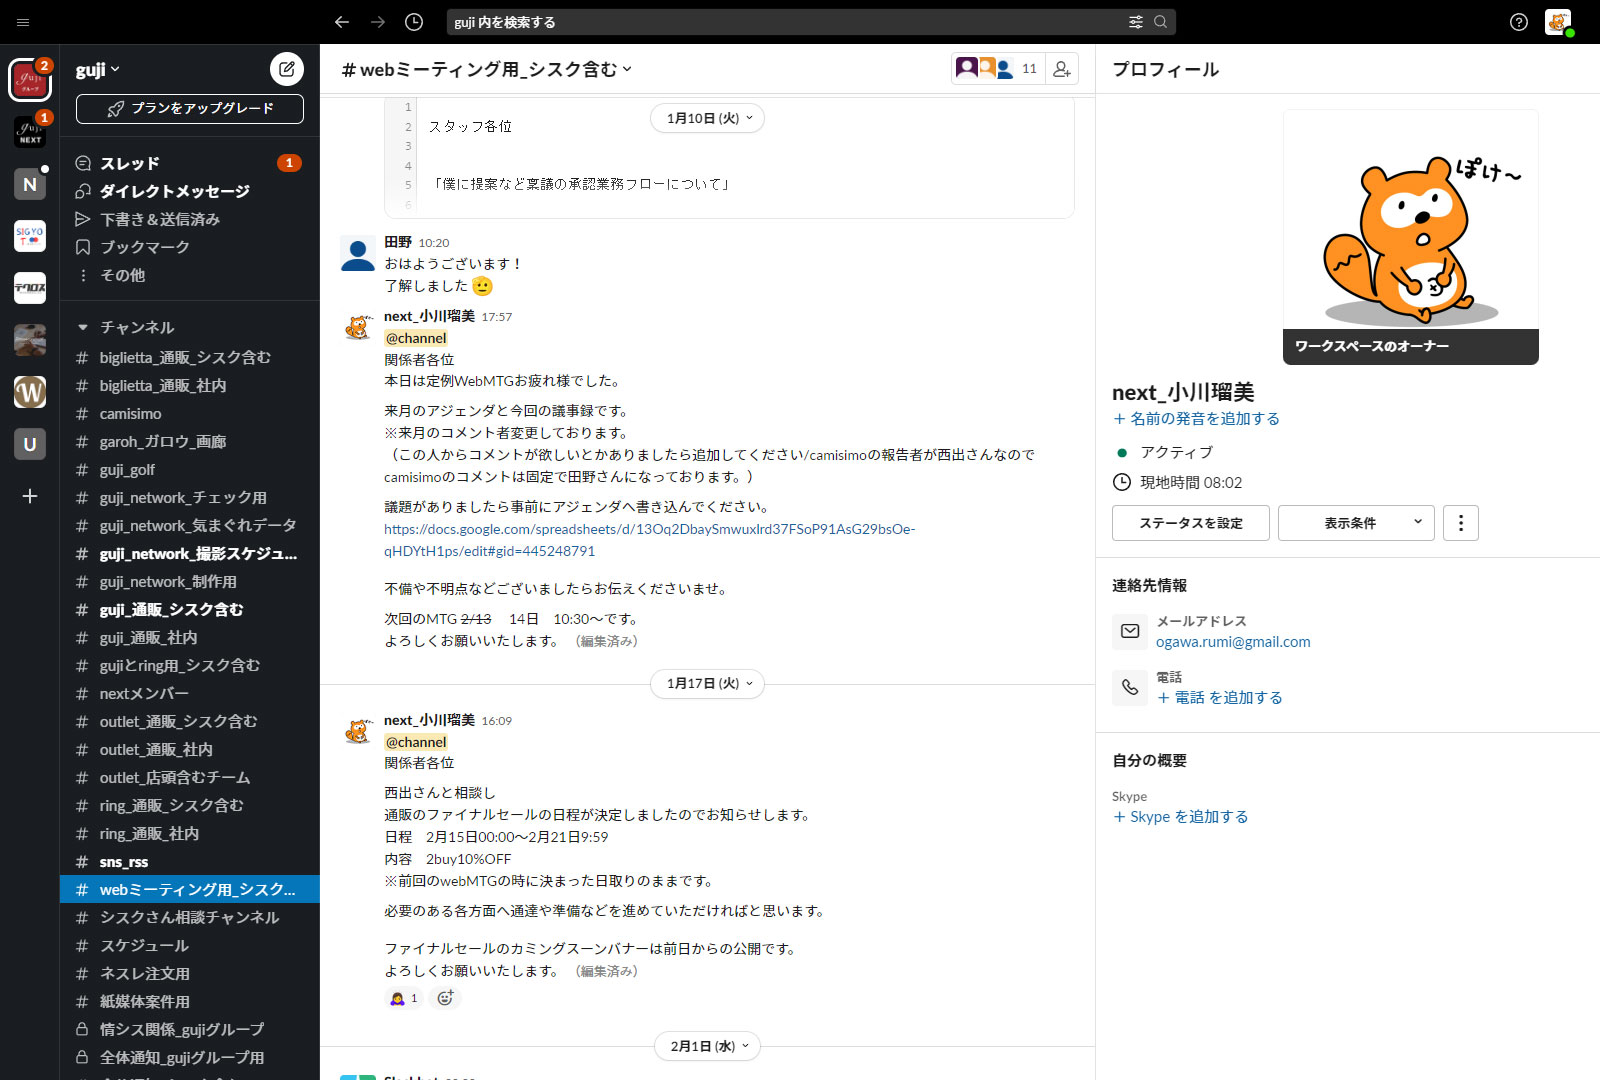 guji 内を検索する
2
guji
グループ
1
guji
NEXT
N
SIGYO
テクロス
W
U
guji
プランをアップグレード
スレッド
1
ダイレクトメッセージ
下書き＆送信済み
ブックマーク
その他
チャンネル
# biglietta_通販_シスク含む
# biglietta_通販_社内
# camisimo
# garoh_ガロウ_画廊
# guji_golf
# guji_network_チェック用
# guji_network_気まぐれデータ
# guji_network_撮影スケジュ...
# guji_network_制作用
# guji_通販_シスク含む
# guji_通販_社内
# gujiとring用_シスク含む
# nextメンバー
# outlet_通販_シスク含む
# outlet_通販_社内
# outlet_店頭含むチーム
# ring_通販_シスク含む
# ring_通販_社内
# sns_rss
# webミーティング用_シスク...
# シスクさん相談チャンネル
# スケジュール
# ネスレ注文用
# 紙媒体案件用
情シス関係_gujiグループ
全体通知_gujiグループ用
# webミーティング用_シスク含む
11
1月10日 (火)
1
2 スタッフ各位
3
4
5 「僕に提案など稟議の承認業務フローについて」
6
田野 10:20
おはようございます！
了解しました
next_小川瑠美 17:57
@channel
関係者各位
本日は定例WebMTGお疲れ様でした。
来月のアジェンダと今回の議事録です。
※来月のコメント者変更しております。
（この人からコメントが欲しいとかありましたら追加してください/camisimoの報告者が西出さんなので
camisimoのコメントは固定で田野さんになっております。）
議題がありましたら事前にアジェンダへ書き込んでください。
https://docs.google.com/spreadsheets/d/13Oq2DbaySmwuxIrd37FSoP91AsG29bsOe-
qHDYtH1ps/edit#gid=445248791
不備や不明点などございましたらお伝えくださいませ。
次回のMTG 2/13　14日　10:30～です。
よろしくお願いいたします。（編集済み）
1月17日 (火)
next_小川瑠美 16:09
@channel
関係者各位
西出さんと相談し
通販のファイナルセールの日程が決定しましたのでお知らせします。
日程　2月15日00:00～2月21日9:59
内容　2buy10%OFF
※前回のwebMTGの時に決まった日取りのままです。
必要のある各方面へ通達や準備などを進めていただければと思います。
ファイナルセールのカミングスーンバナーは前日からの公開です。
よろしくお願いいたします。（編集済み）
1
2月1日 (水)
プロフィール
ぽけ～
ワークスペースのオーナー
next_小川瑠美
＋ 名前の発音を追加する
アクティブ
現地時間 08:02
ステータスを設定
表示条件
連絡先情報
メールアドレス
ogawa.rumi@gmail.com
電話
＋ 電話 を追加する
自分の概要
Skype
＋ Skype を追加する